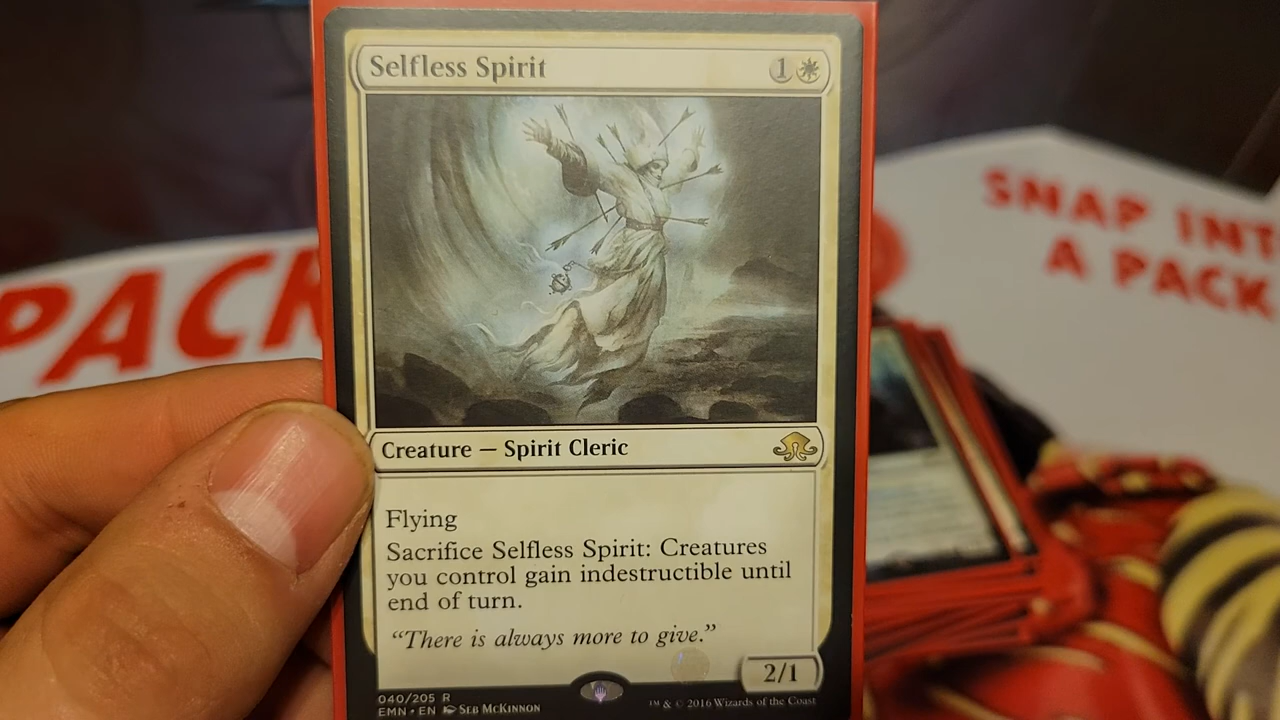 Selfless Spirit
1
PACK
SNAP INT
A PACK
Creature — Spirit Cleric
Flying
Sacrifice Selfless Spirit: Creatures
you control gain indestructible until
end of turn.
“There is always more to give.”
2/1
040/205 R
EMN • EN SEB MCKINNON
™ & © 2016 Wizards of the Coast